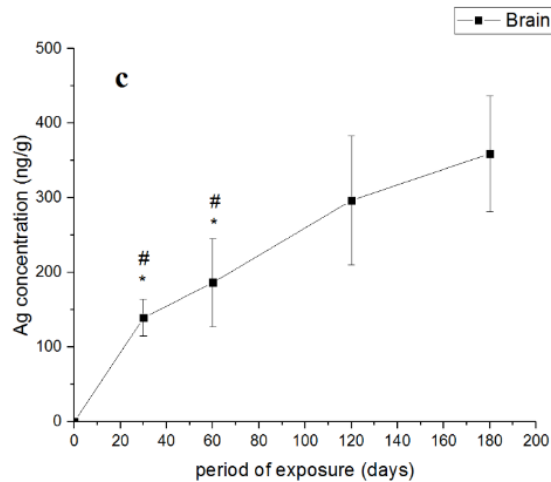 Brain
c
500
400
300
200
100
0
Ag concentration (ng/g)
#
*
#
*
0 20 40 60 80 100 120 140 160 180 200
period of exposure (days)